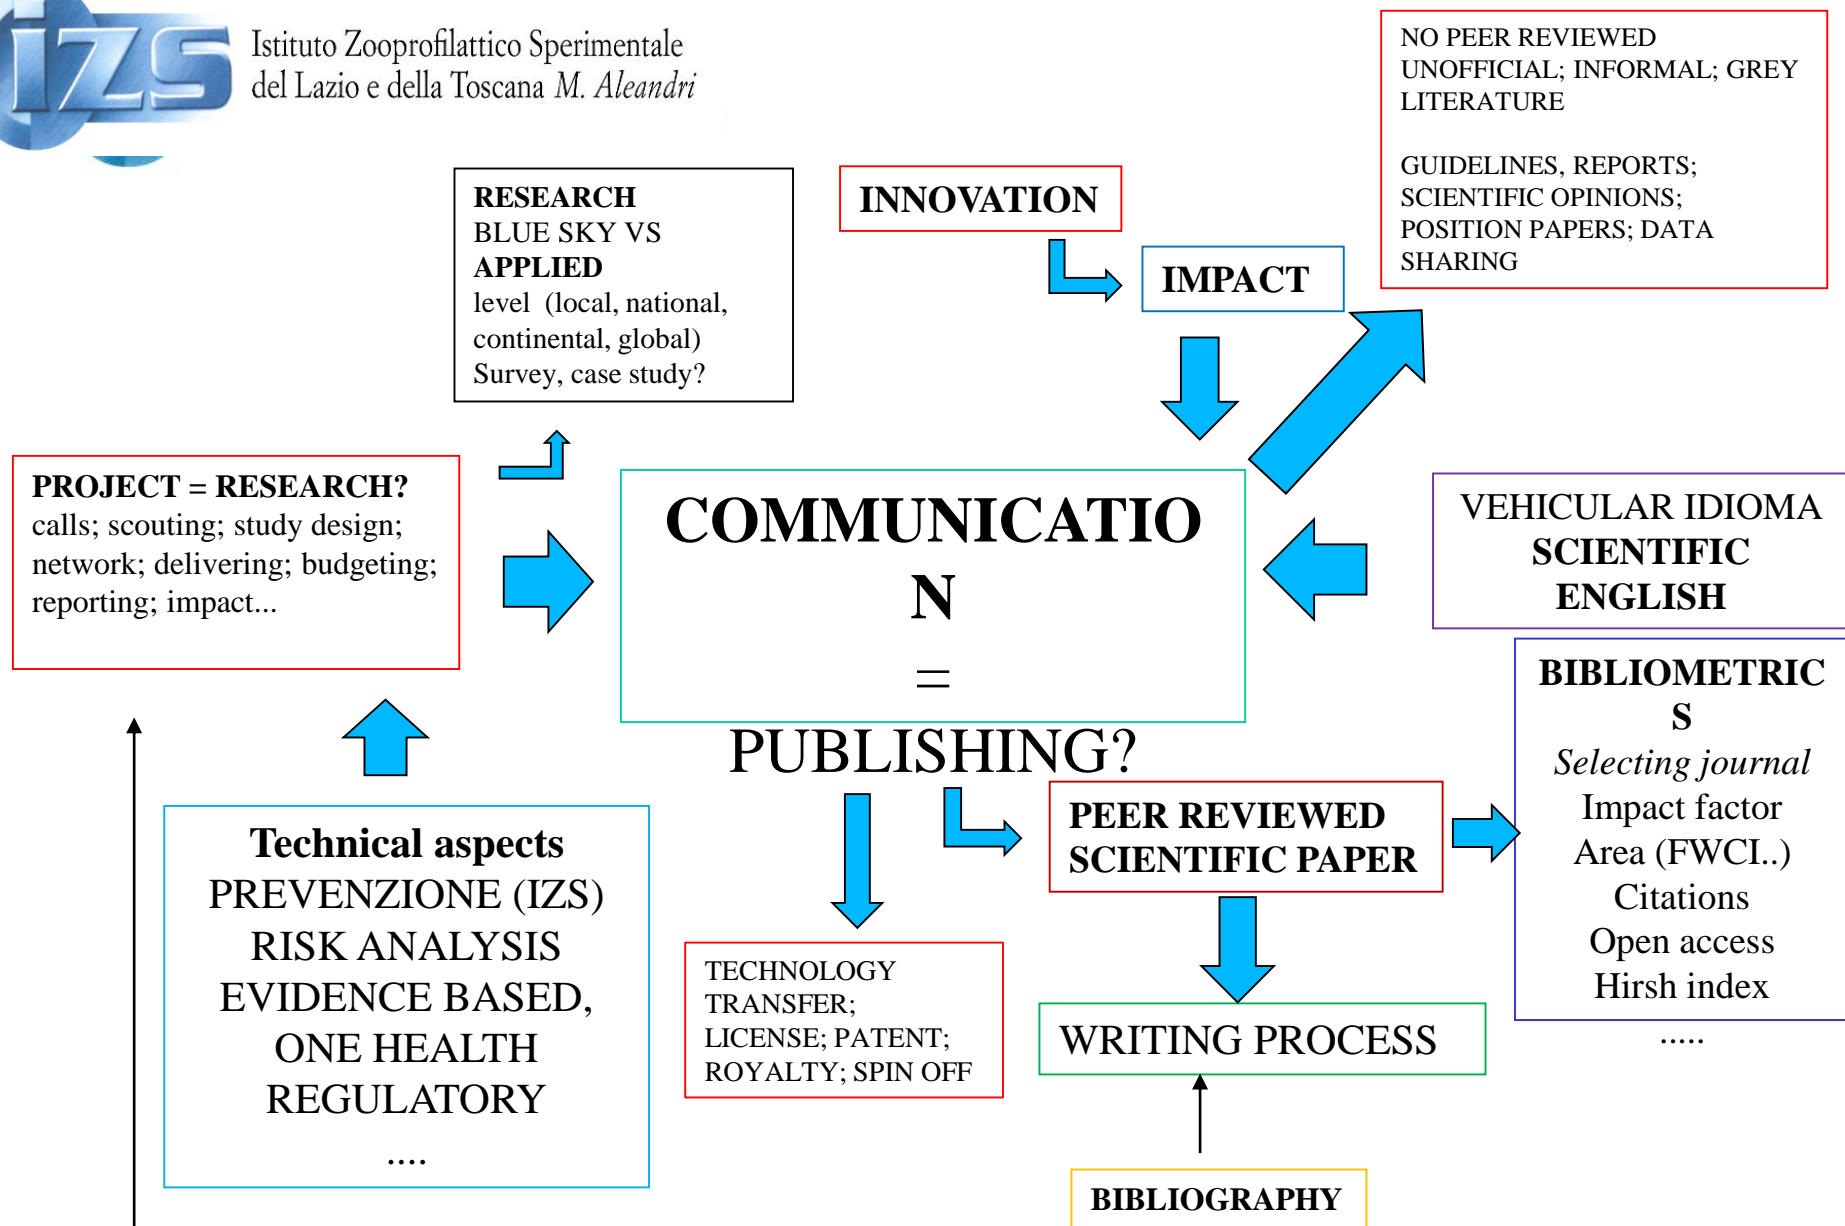 izs
Istituto Zooprofilattico Sperimentale
del Lazio e della Toscana M. Aleandri
NO PEER REVIEWED
UNOFFICIAL; INFORMAL; GREY
LITERATURE
GUIDELINES, REPORTS;
SCIENTIFIC OPINIONS;
POSITION PAPERS; DATA
SHARING
RESEARCH
BLUE SKY VS
APPLIED
level (local, national,
continental, global)
Survey, case study?
INNOVATION
IMPACT
PROJECT = RESEARCH?
calls; scouting; study design;
network; delivering; budgeting;
reporting; impact...
COMMUNICATIO
N
=
PUBLISHING?
VEHICULAR IDIOMA
SCIENTIFIC
ENGLISH
BIBLIOMETRIC
S
Selecting journal
Impact factor
Area (FWCI..)
Citations
Open access
Hirsh index
.....
Technical aspects
PREVENZIONE (IZS)
RISK ANALYSIS
EVIDENCE BASED,
ONE HEALTH
REGULATORY
....
PEER REVIEWED
SCIENTIFIC PAPER
TECHNOLOGY
TRANSFER;
LICENSE; PATENT;
ROYALTY; SPIN OFF
WRITING PROCESS
BIBLIOGRAPHY